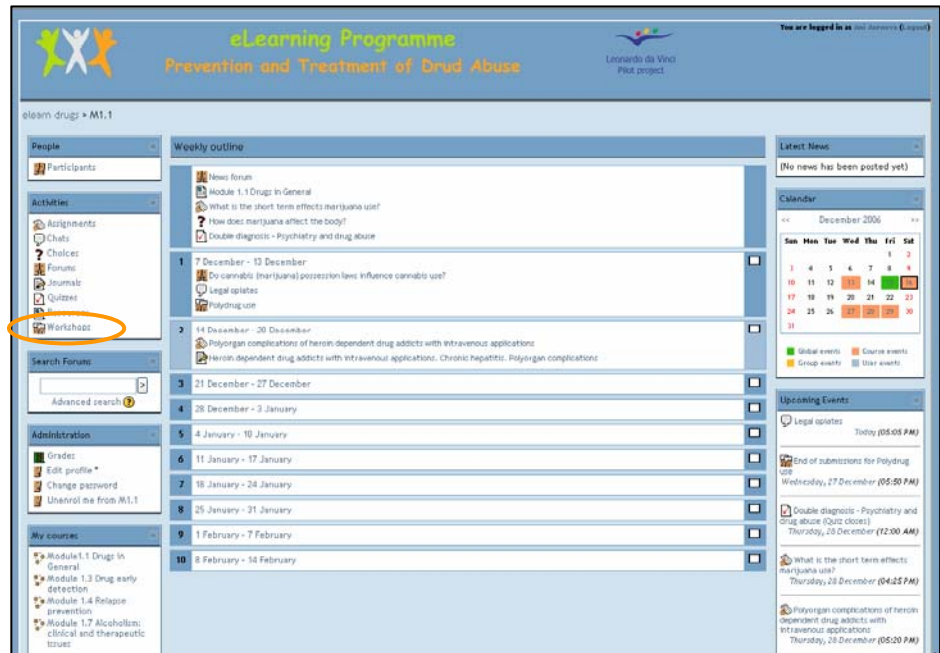 eLearning Programme
Prevention and Treatment of Drud Abuse
Leonardo da Vinci
Pilot project
You are logged in as (Logout)
elearn drugs ▸ M1.1
People
Participants
Activities
Assignments
Chats
Choices
Forums
Journals
Quizzes
Resources
Workshops
Search Forums
>
Advanced search ?
Administration
Grades
Edit profile *
Change password
Unenrol me from M1.1
My courses
Module1.1 Drugs in
General
Module 1.3 Drug early
detection
Module 1.4 Relapse
prevention
Module 1.7 Alcoholism:
clinical and therapeutic
issues
Weekly outline
News forum
Module 1.1 Drugs in General
What is the short term effects marijuana use?
How does marijuana affect the body?
Double diagnosis - Psychiatry and drug abuse
1 7 December - 13 December
Do cannabis (marijuana) possession laws influence cannabis use?
Legal opiates
Polydrug use
2 14 December - 20 December
Polyorgan complications of heroin dependent drug addicts with intravenous applications
Heroin dependent drug addicts with intravenous applications. Chronic hepatitis. Polyorgan complications
3 21 December - 27 December
4 28 December - 3 January
5 4 January - 10 January
6 11 January - 17 January
7 18 January - 24 January
8 25 January - 31 January
9 1 February - 7 February
10 8 February - 14 February
Latest News
(No news has been posted yet)
Calendar
<< December 2006 >>
Sun Mon Tue Wed Thu Fri Sat
1 2
3 4 5 6 7 8 9
10 11 12 13 14 15 16
17 18 19 20 21 22 23
24 25 26 27 28 29 30
31
Global events Course events
Group events User events
Upcoming Events
Legal opiates
Today (05:05 PM)
End of submissions for Polydrug
use
Wednesday, 27 December (05:50 PM)
Double diagnosis - Psychiatry and
drug abuse (Quiz closes)
Thursday, 28 December (12:00 AM)
What is the short term effects
marijuana use?
Thursday, 28 December (04:25 PM)
Polyorgan complications of heroin
dependent drug addicts with
intravenous applications
Thursday, 28 December (05:20 PM)